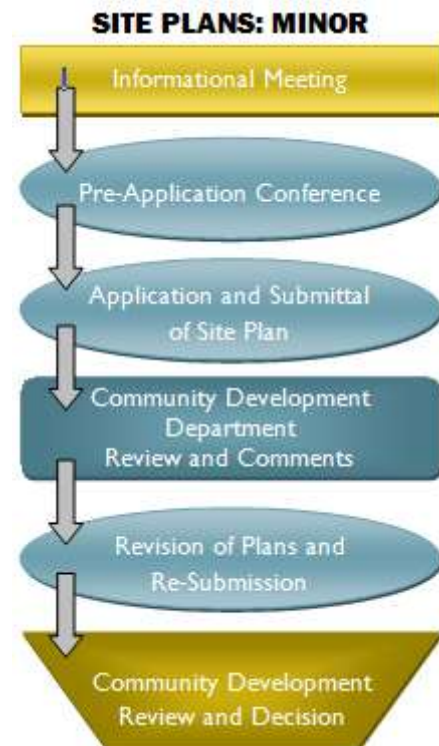 SITE PLANS: MINOR
Informational Meeting
Pre-Application Conference
Application and Submittal
of Site Plan
Community Development
Department
Review and Comments
Revision of Plans and
Re-Submission
Community Development
Review and Decision